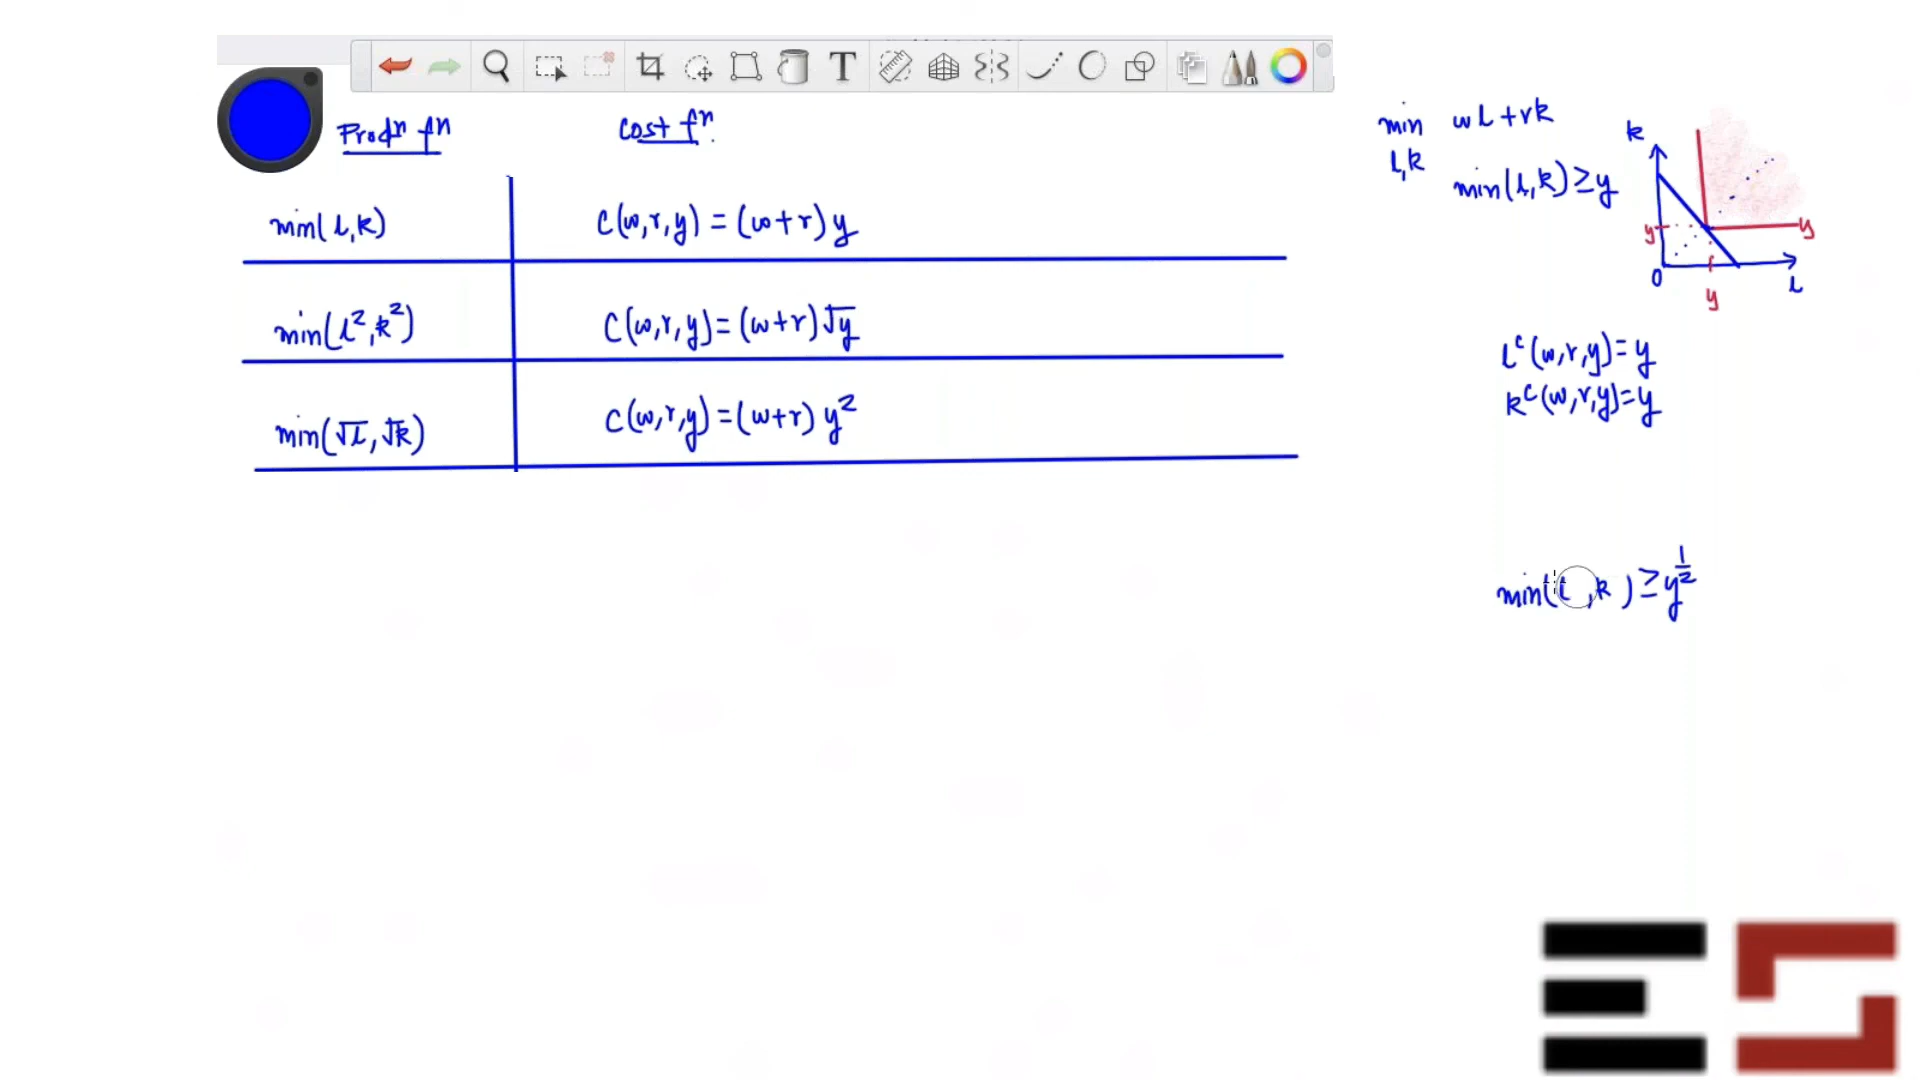 Prodⁿ fⁿ
Cost fⁿ.
min(l,k)
C(w,r,y) = (w+r) y
min(l²,k²)
C(w,r,y) = (w+r)√y
min(√l,√k)
C(w,r,y) = (w+r) y²
min wl+rk
l,k
min(l,k) ≥ y
k
y
y
0
l
y
lᶜ(w,r,y) = y
kᶜ(w,r,y) = y
min(l ,k ) ≥ y^1/2
T
ES